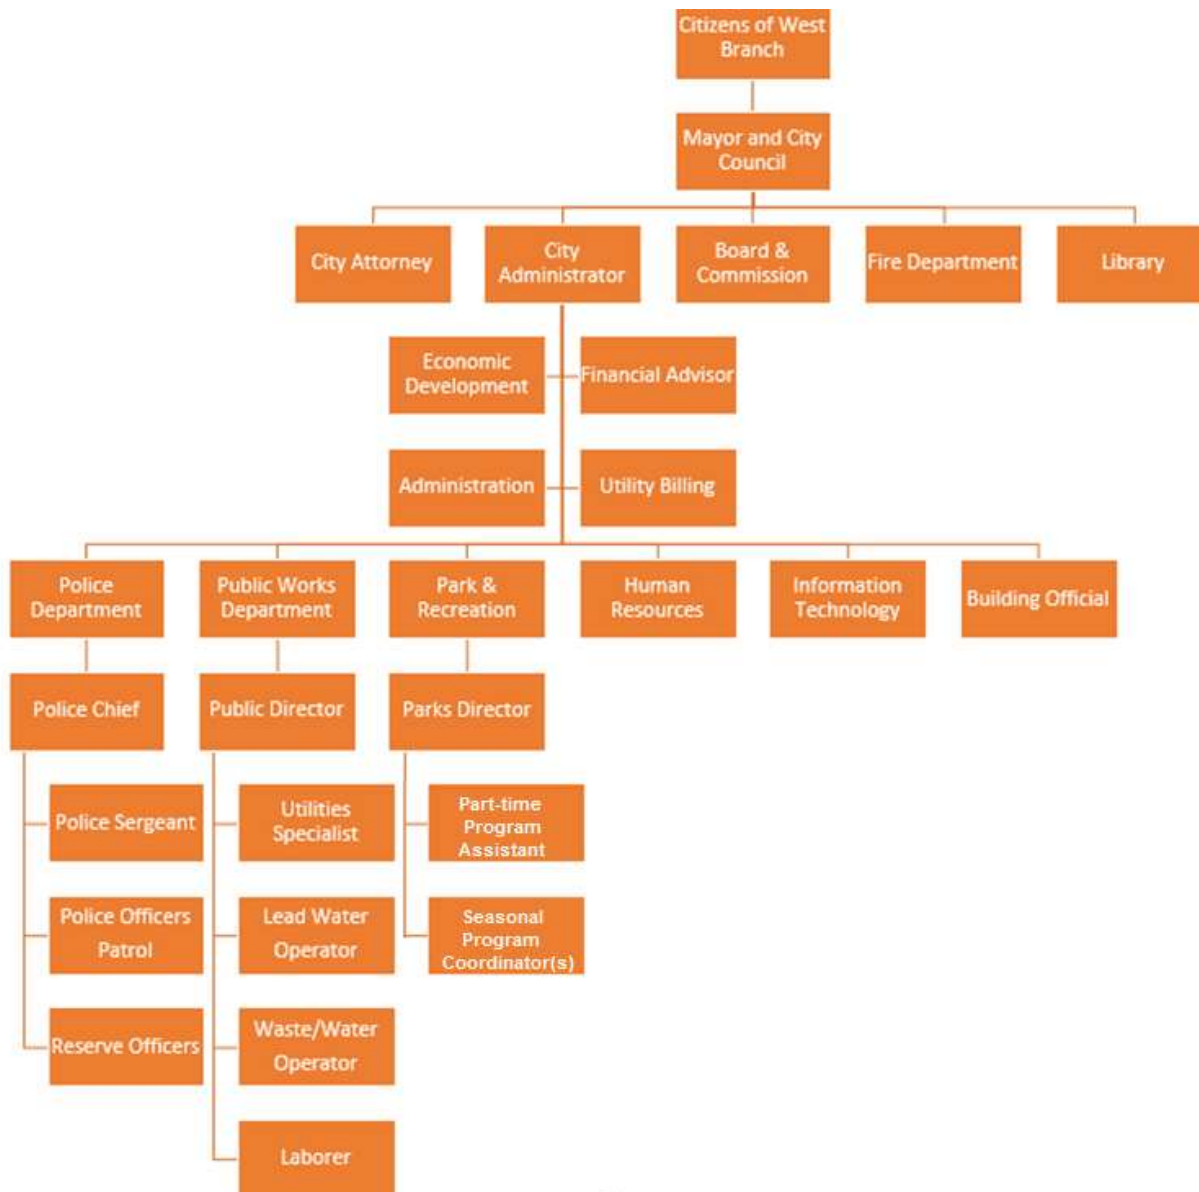 Citizens of West
Branch
Mayor and City
Council
City Attorney
City
Administrator
Board &
Commission
Fire Department
Library
Economic
Development
Financial Advisor
Administration
Utility Billing
Police
Department
Public Works
Department
Park &
Recreation
Human
Resources
Information
Technology
Building Official
Police Chief
Public Director
Parks Director
Police Sergeant
Utilities
Specialist
Part-time
Program
Assistant
Police Officers
Patrol
Lead Water
Operator
Seasonal
Program
Coordinator(s)
Reserve Officers
Waste/Water
Operator
Laborer